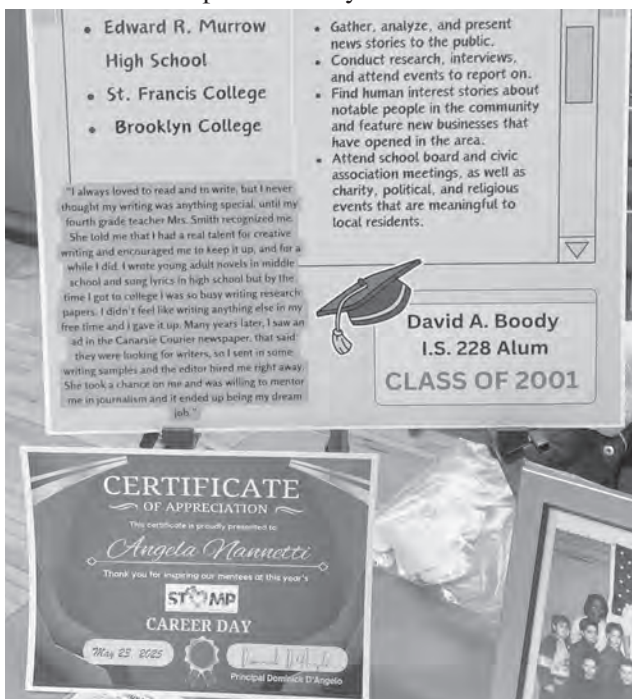 • Edward R. Murrow
High School
• St. Francis College
• Brooklyn College
• Gather, analyze, and present
news stories to the public.
• Conduct research, interviews,
and attend events to report on.
• Find human interest stories about
notable people in the community
and feature new businesses that
have opened in the area.
• Attend school board and civic
association meetings, as well as
charity, political, and religious
events that are meaningful to
local residents.
"I always loved to read and to write, but I never
thought my writing was anything special, until my
fourth grade teacher Mrs. Smith recognized me.
She told me that I had a real talent for creative
writing and encouraged me to keep it up, and for a
while I did. I wrote young adult novels in middle
school and song lyrics in high school but by the
time I got to college I was so busy writing research
papers, I didn't feel like writing anything else in my
free time and I gave it up. Many years later, I saw an
ad in the Canarsie Courier newspaper, that said
they were looking for writers, so I sent in some
writing samples and the editor hired me right away.
She took a chance on me and was willing to mentor
me in journalism and it ended up being my dream
job."
David A. Boody
I.S. 228 Alum
CLASS OF 2001
CERTIFICATE
OF APPRECIATION
This certificate is proudly presented to
Angela Nannetti
Thank you for inspiring our mentees at this year's
STOMP
CAREER DAY
May 23 2025
Principal Dominick D'Angelo